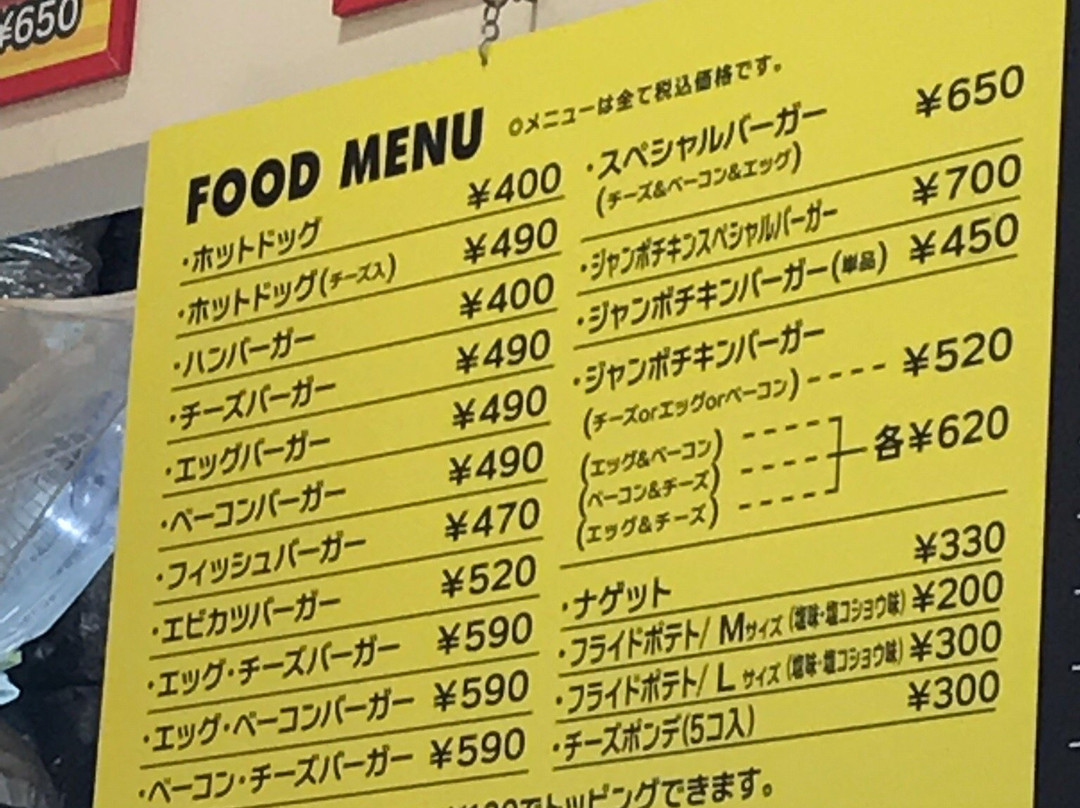 ¥650
FOOD MENU ◎メニューは全て税込価格です。
・ホットドッグ ¥400
・ホットドッグ(チーズ入) ¥490
・ハンバーガー ¥400
・チーズバーガー ¥490
・エッグバーガー ¥490
・ベーコンバーガー ¥490
・フィッシュバーガー ¥470
・エビカツバーガー ¥520
・エッグ・チーズバーガー ¥590
・エッグ・ベーコンバーガー ¥590
・ベーコン・チーズバーガー ¥590
・スペシャルバーガー ¥650
(チーズ&ベーコン&エッグ)
・ジャンボチキンスペシャルバーガー ¥700
・ジャンボチキンバーガー(単品) ¥450
・ジャンボチキンバーガー
(チーズorエッグorベーコン) ---- ¥520
(エッグ&ベーコン) ----
(ベーコン&チーズ) ---- 各¥620
(エッグ&チーズ) ----
・ナゲット ¥330
・フライドポテト/ Mサイズ (塩味・塩コショウ味) ¥200
・フライドポテト/ L サイズ (塩味・塩コショウ味) ¥300
・チーズポンデ(5コ入) ¥300
でトッピングできます。